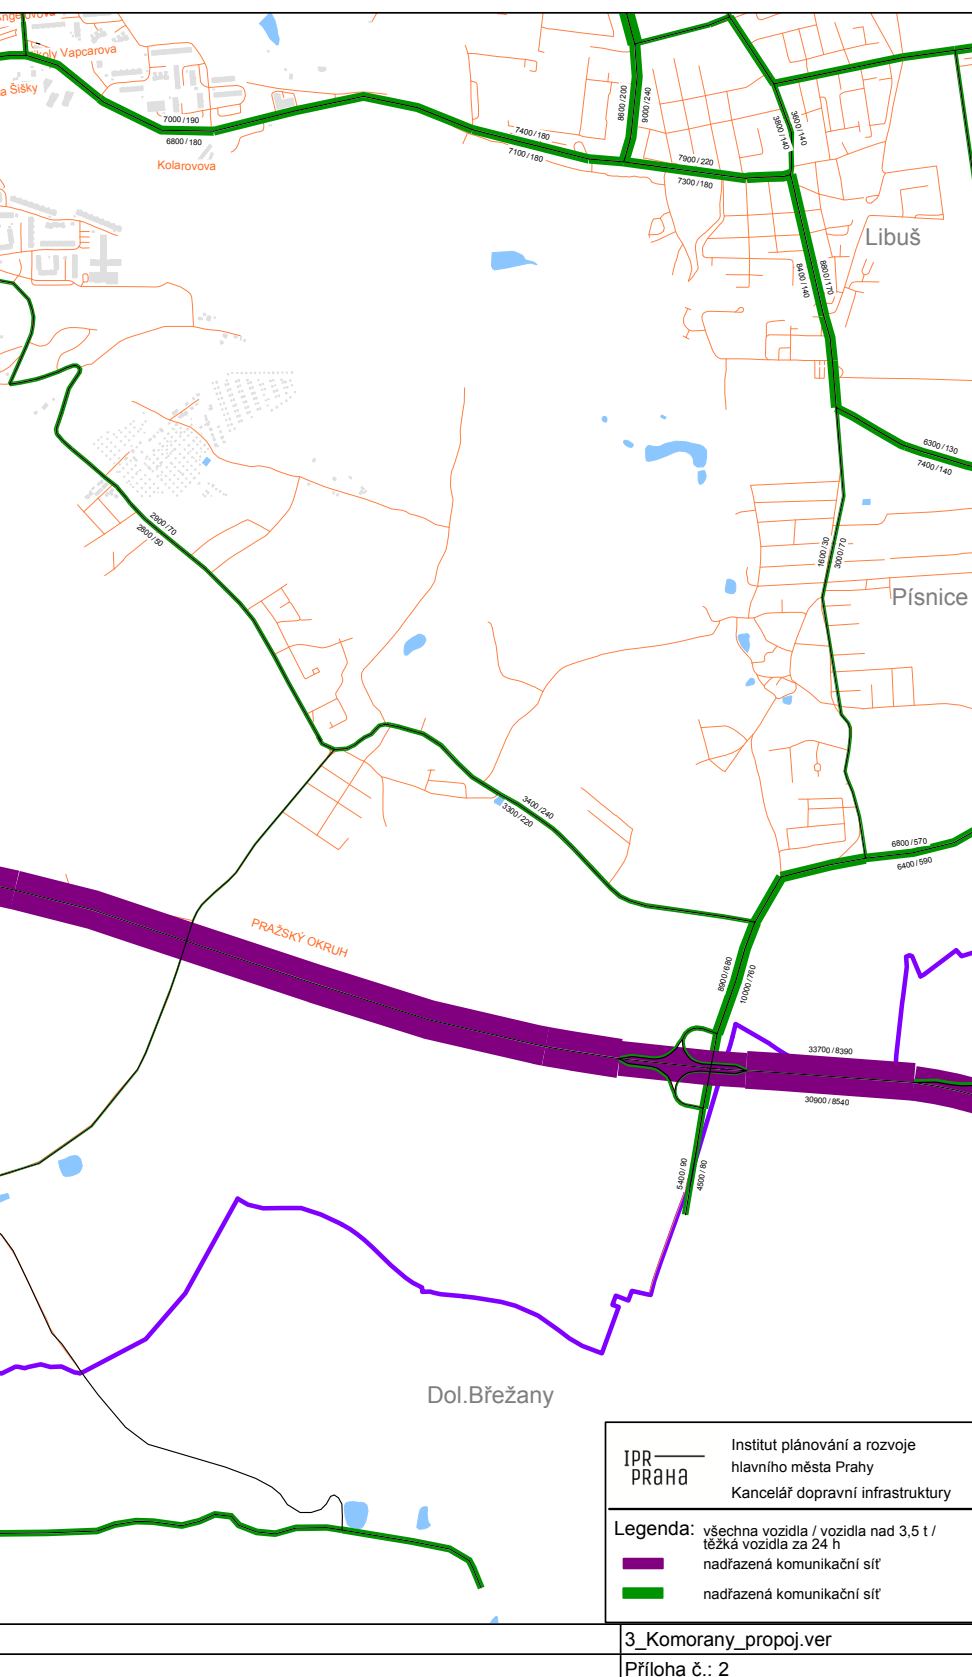 Angelovova
Nikoly Vapcarova
a Šišky
7000/190
6800/180
Kolarovova
7400/180
7100/180
8600/200
9000/240
7900/220
7300/180
3600/140
3800/140
Libuš
8800/170
8400/140
6300/130
7400/140
2900/70
2800/50
1600/30
3000/70
Písnice
3400/240
3300/220
6800/570
6400/590
PRAŽSKÝ OKRUH
8900/680
10000/760
33700/8390
30900/8540
5400/90
4500/80
Dol.Břežany
IPR
PRAHA
Institut plánování a rozvoje
hlavního města Prahy
Kancelář dopravní infrastruktury
Legenda: všechna vozidla / vozidla nad 3,5 t /
těžká vozidla za 24 h
nadřazená komunikační síť
nadřazená komunikační síť
3_Komorany_propoj.ver
Příloha č.: 2